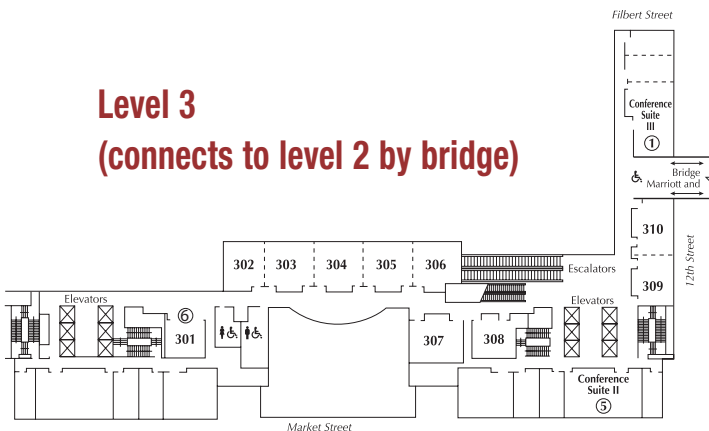 Filbert Street
Level 3
(connects to level 2 by bridge)
Conference
Suite
III
1
Bridge
Marriott and
310
12th Street
302 303 304 305 306
Escalators
309
Elevators
Elevators
6
301
307
308
Conference
Suite II
5
Market Street